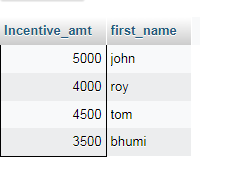 Incentive_amt first_name
5000 john
4000 roy
4500 tom
3500 bhumi